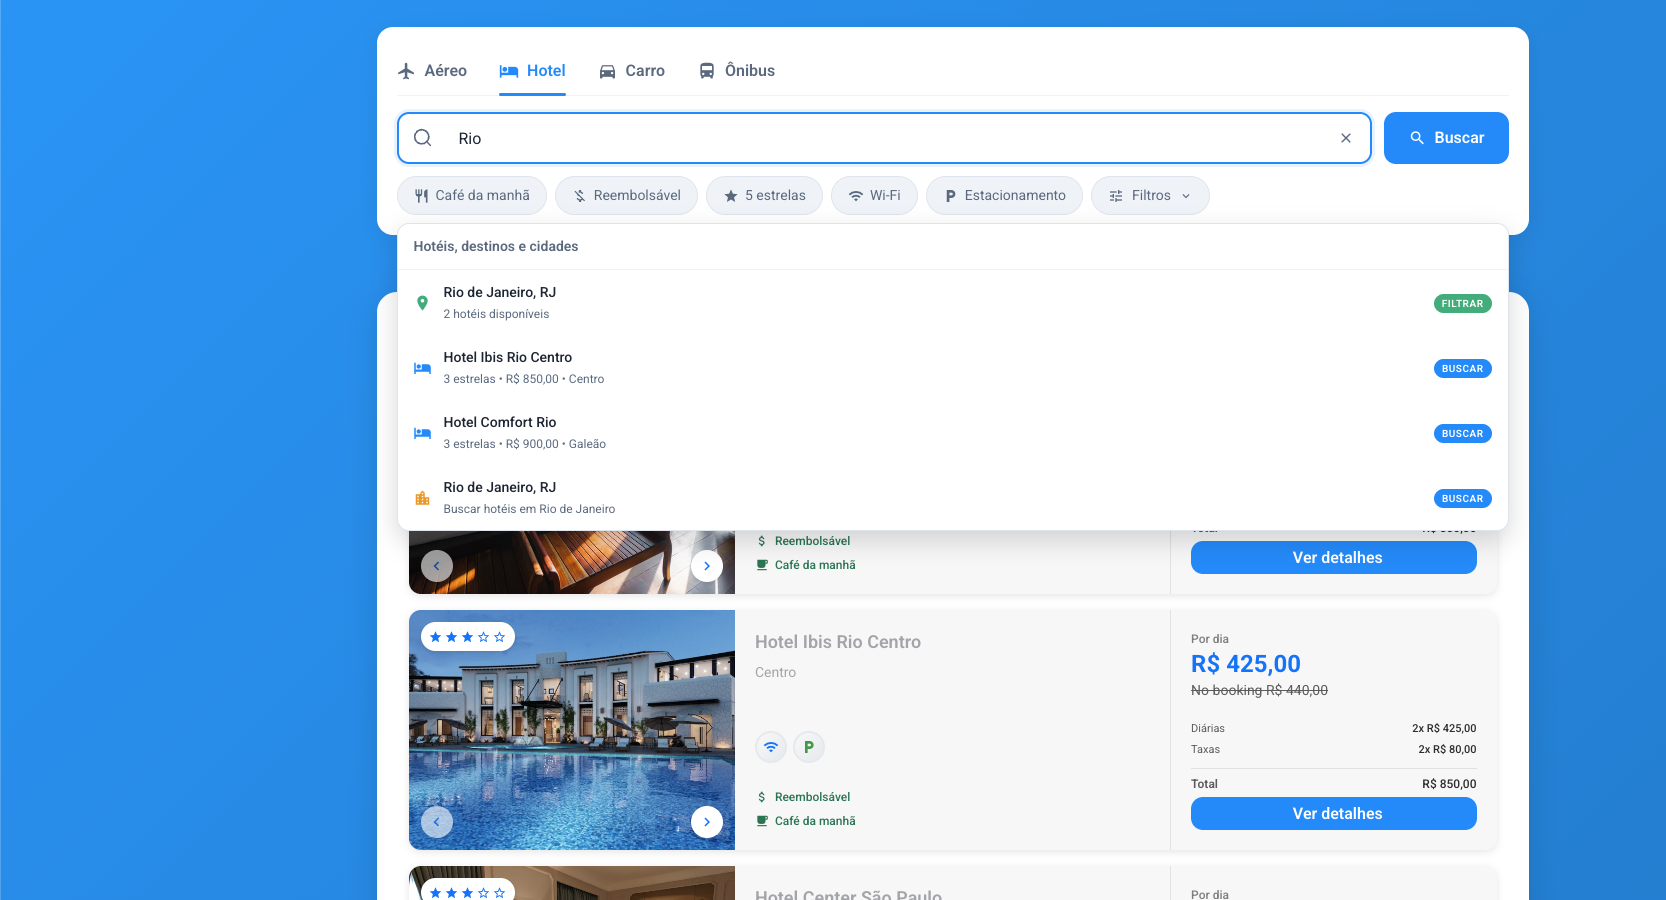 Aéreo
Hotel
Carro
Ônibus
Rio
Buscar
Café da manhã
Reembolsável
5 estrelas
Wi-Fi
P Estacionamento
Filtros
Hotéis, destinos e cidades
Rio de Janeiro, RJ
2 hotéis disponíveis
FILTRAR
Hotel Ibis Rio Centro
3 estrelas • R$ 850,00 • Centro
BUSCAR
Hotel Comfort Rio
3 estrelas • R$ 900,00 • Galeão
BUSCAR
Rio de Janeiro, RJ
Buscar hotéis em Rio de Janeiro
BUSCAR
$ Reembolsável
Café da manhã
Ver detalhes
Hotel Ibis Rio Centro
Centro
P
$ Reembolsável
Café da manhã
Por dia
R$ 425,00
No booking R$ 440,00
Diárias 2x R$ 425,00
Taxas 2x R$ 80,00
Total R$ 850,00
Ver detalhes
Hotel Center São Paulo
Por dia